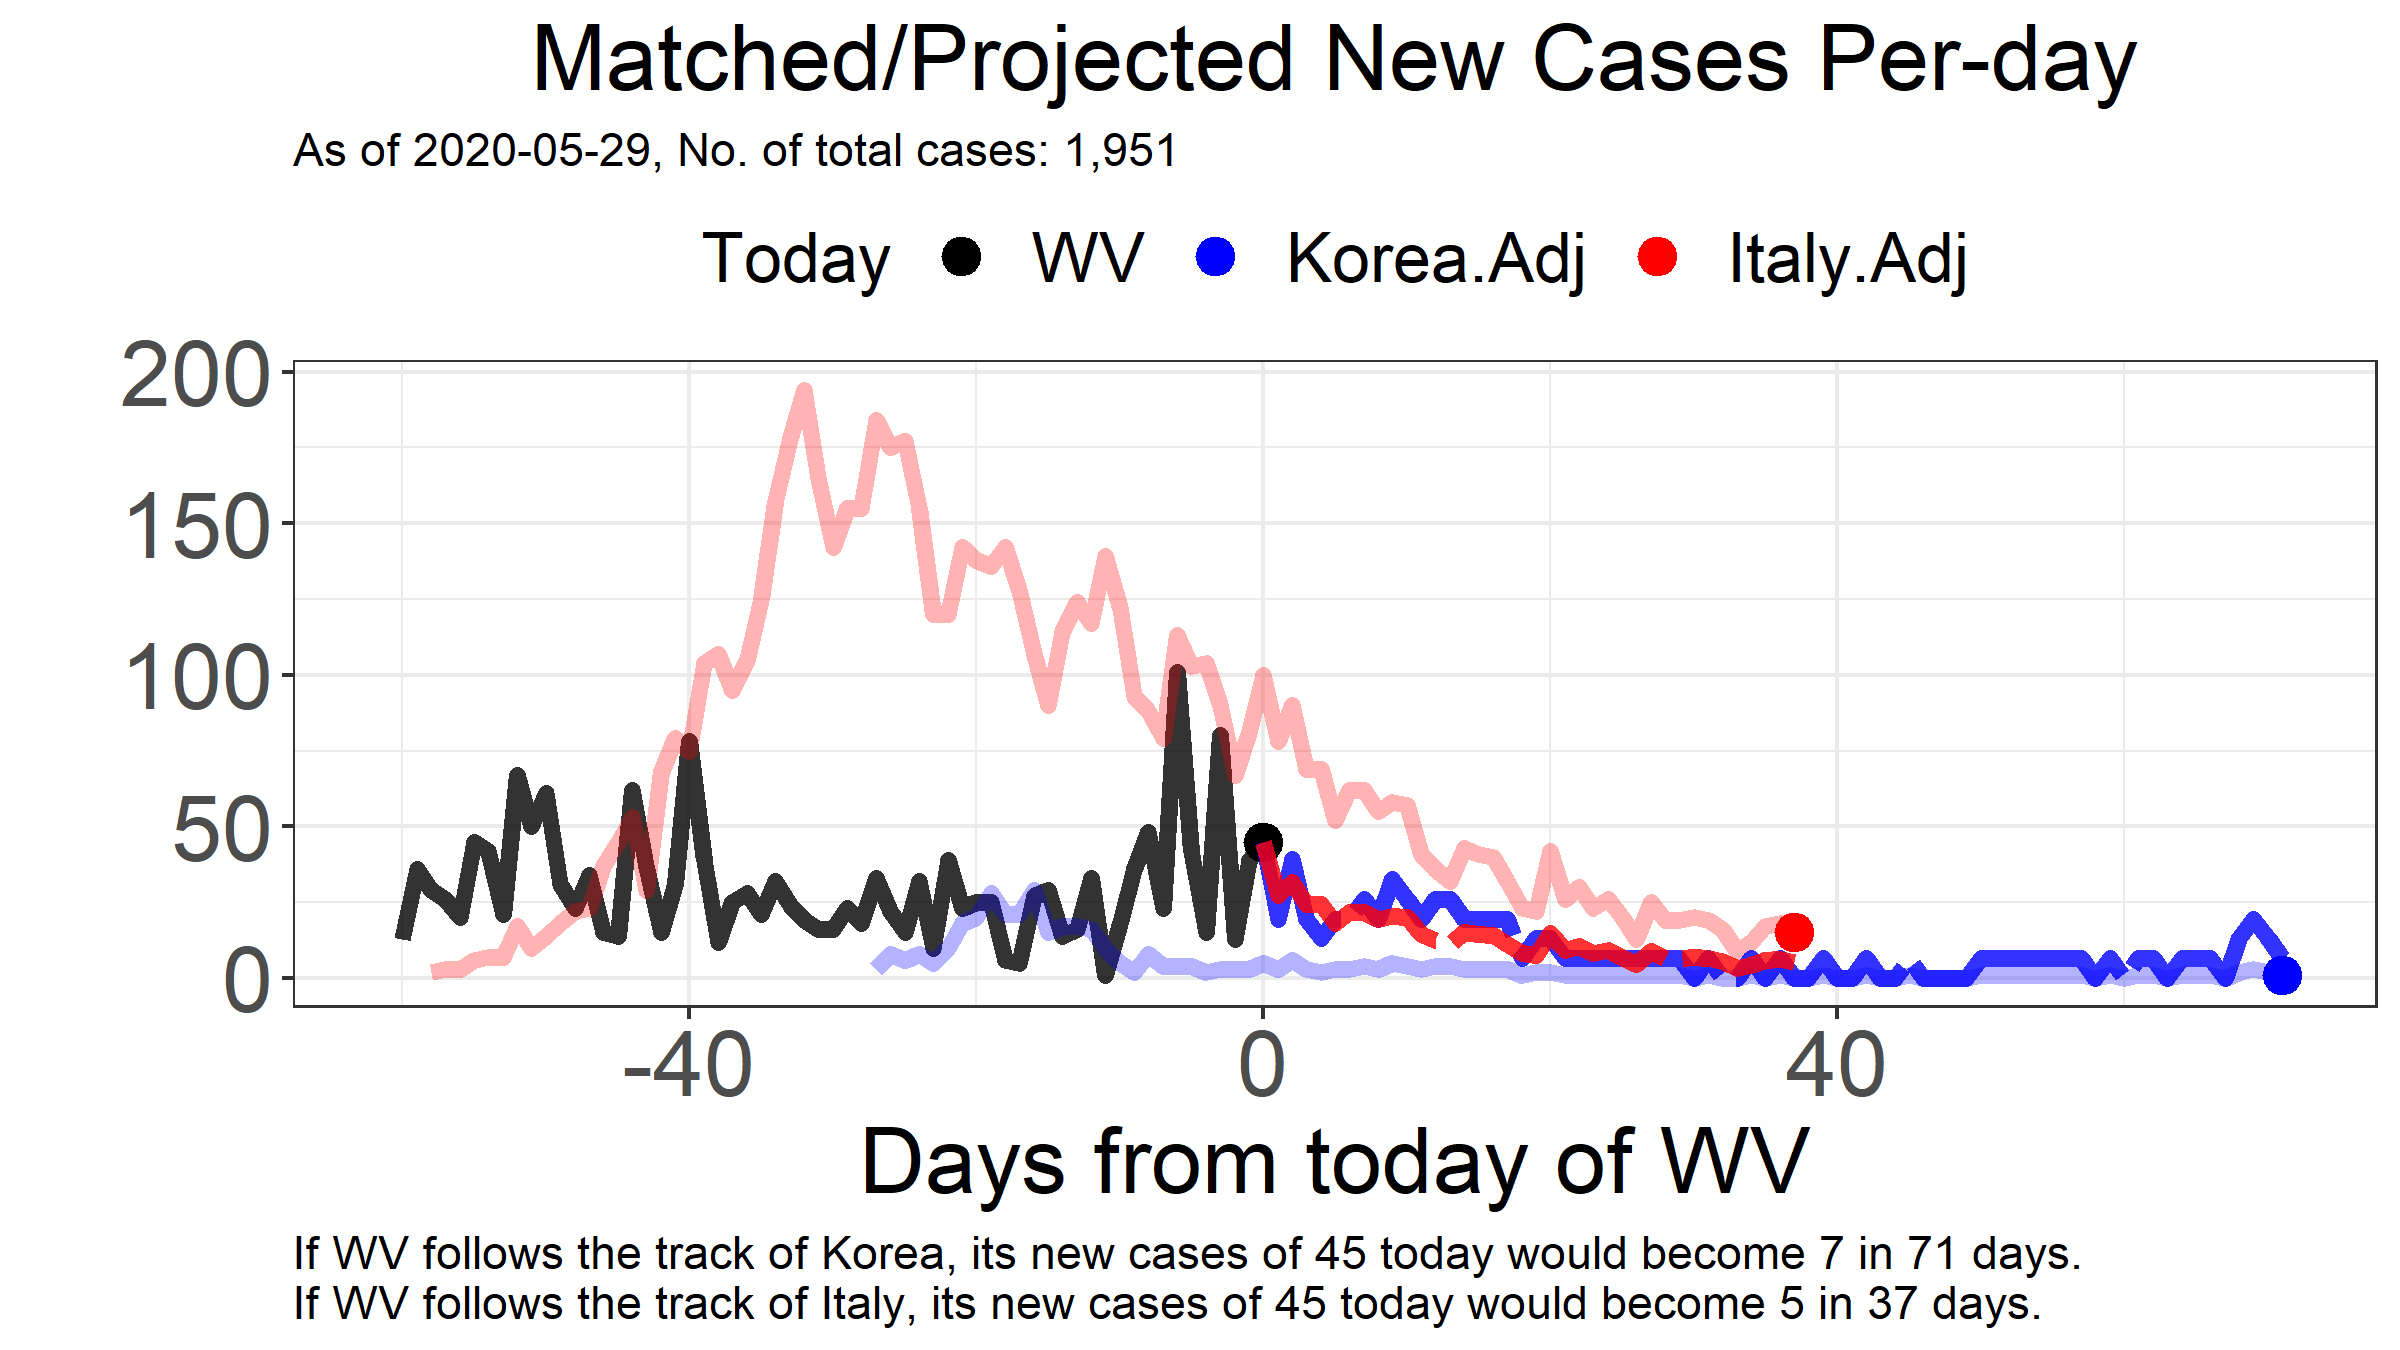 Matched/Projected New Cases Per-day
As of 2020-05-29, No. of total cases: 1,951
Today WV Korea.Adj Italy.Adj
200
150
100
50
0
-40 0 40
Days from today of WV
If WV follows the track of Korea, its new cases of 45 today would become 7 in 71 days.
If WV follows the track of Italy, its new cases of 45 today would become 5 in 37 days.